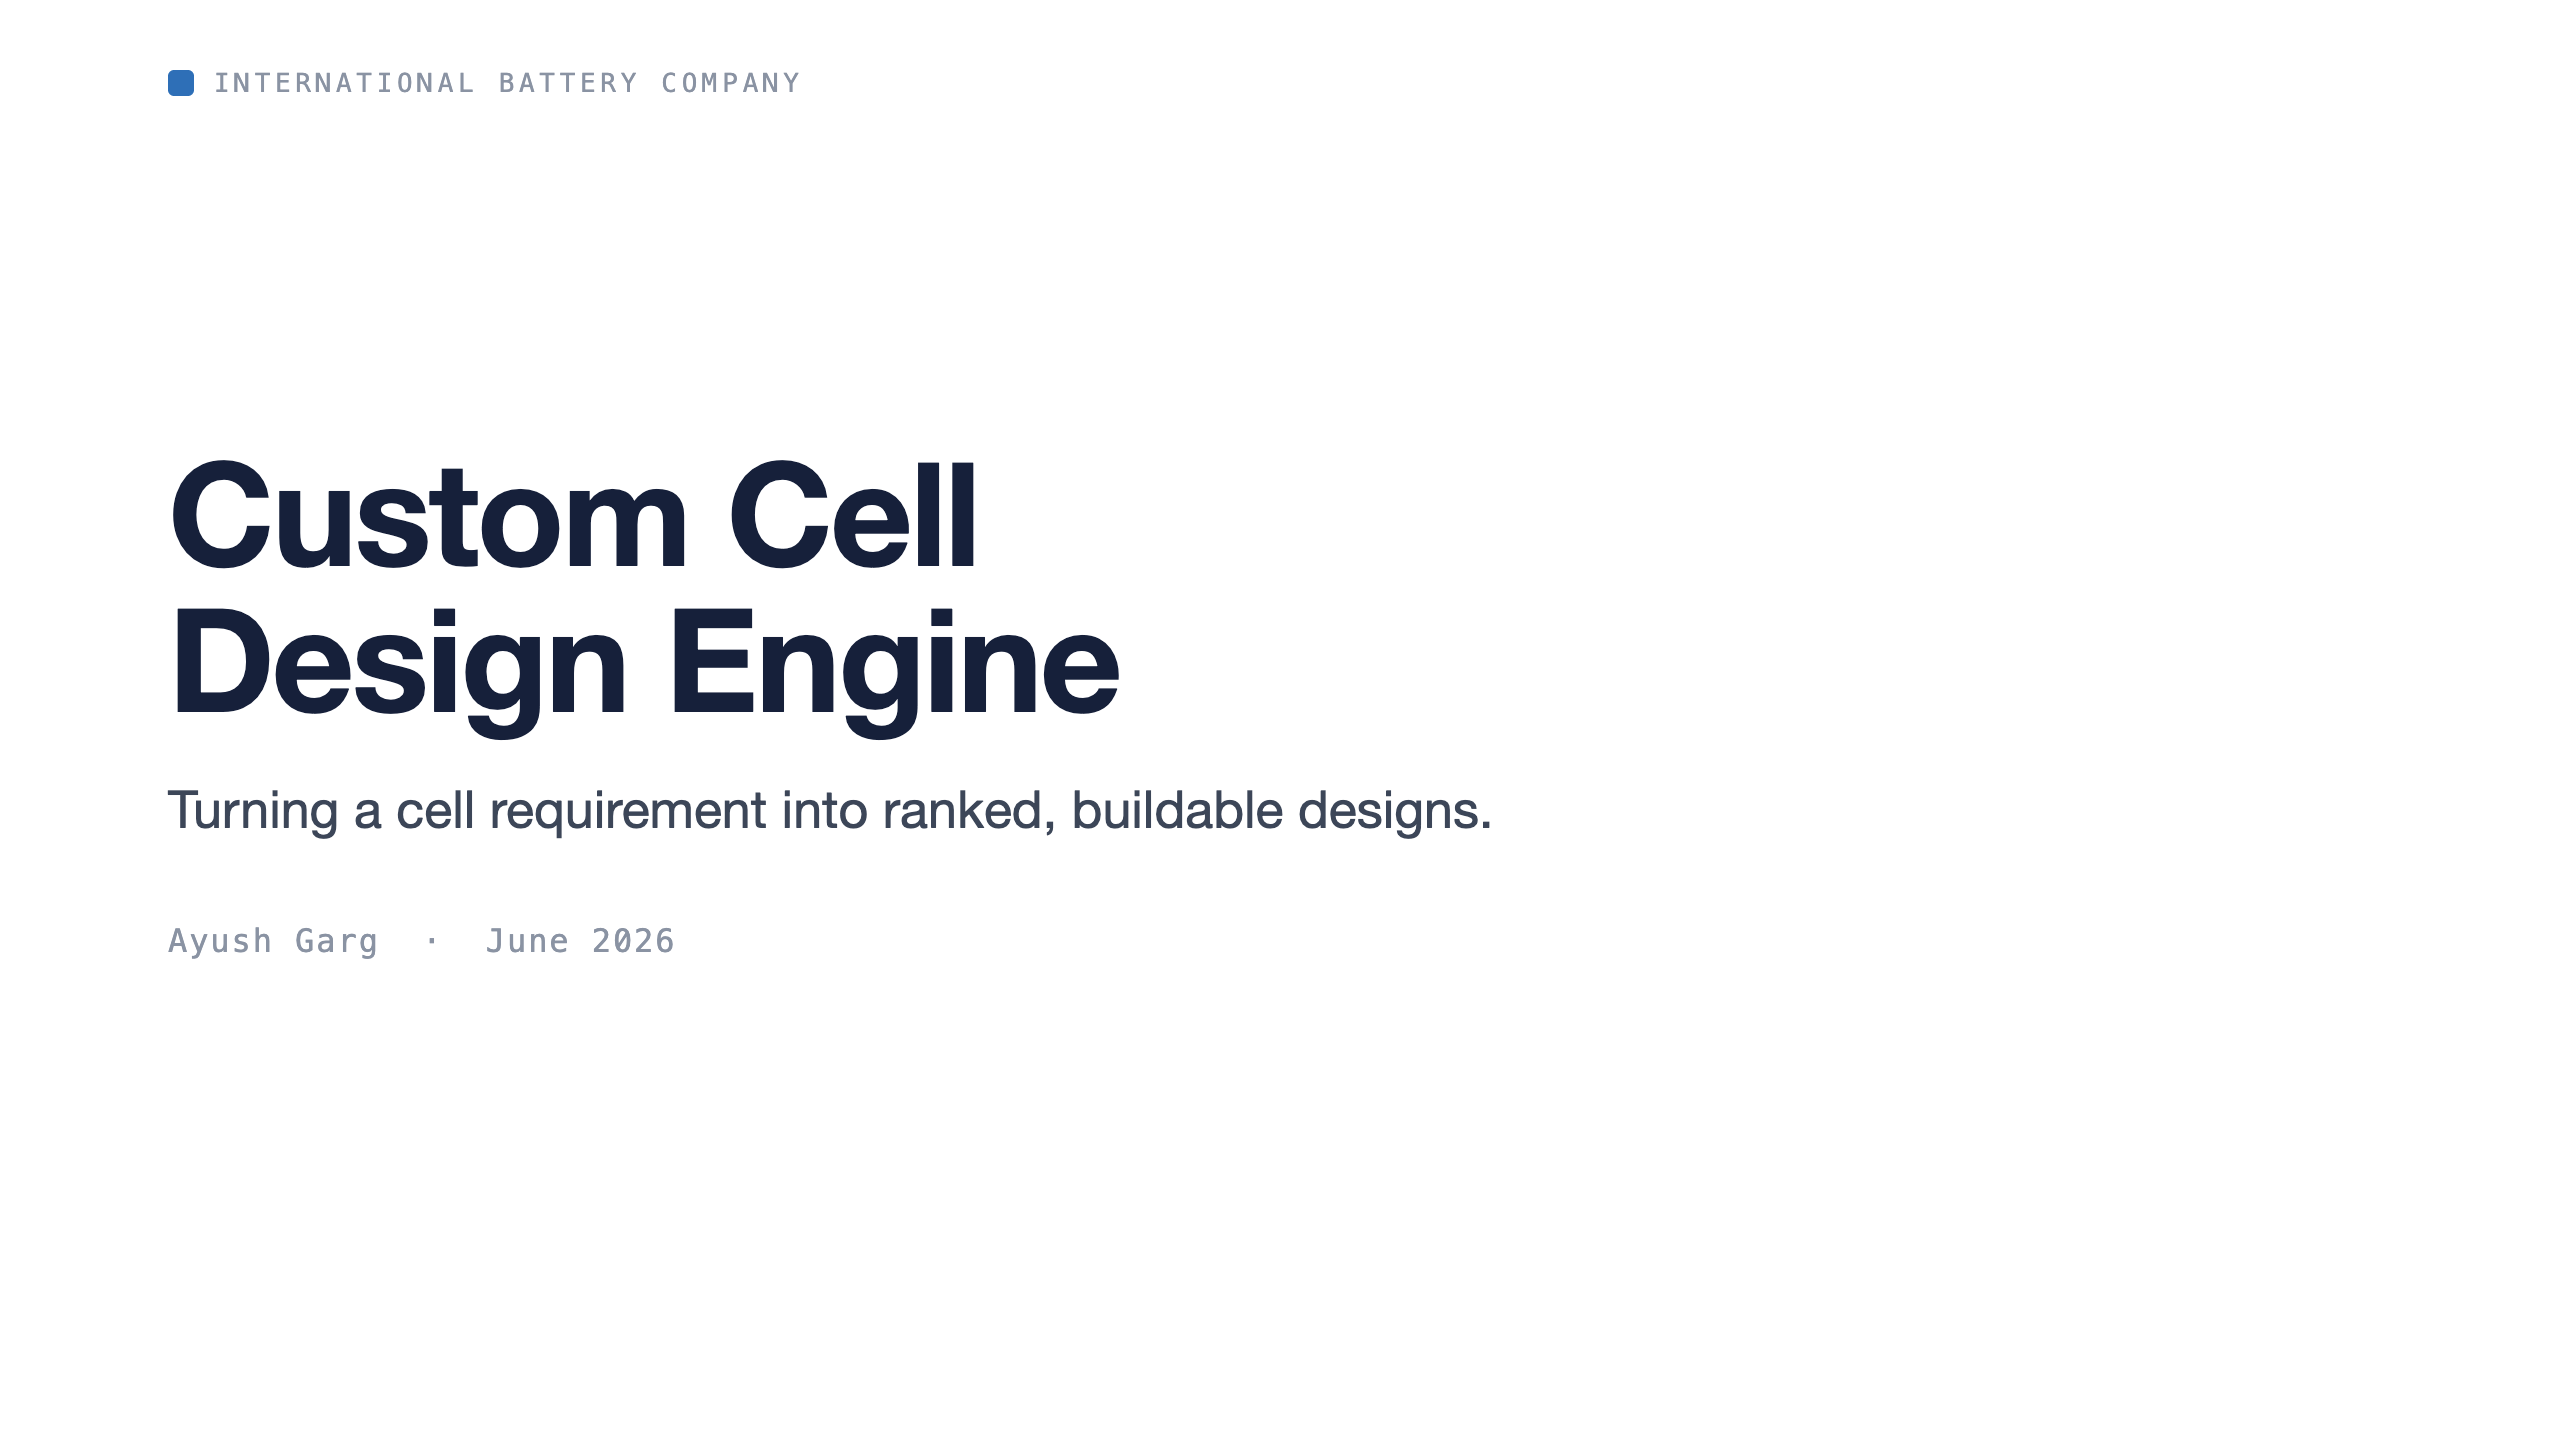 INTERNATIONAL BATTERY COMPANY
Custom Cell
Design Engine
Turning a cell requirement into ranked, buildable designs.
Ayush Garg · June 2026